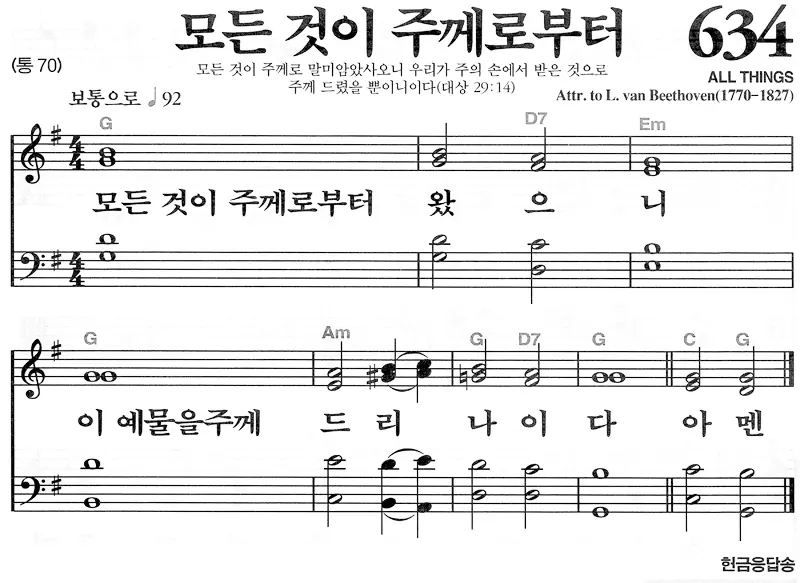 모든 것이 주께로부터 634
(통 70)
모든 것이 주께로 말미암았사오니 우리가 주의 손에서 받은 것으로
주께 드렸을 뿐이니이다(대상 29:14)
ALL THINGS
보통으로 ♩92
Attr. to L. van Beethoven(1770-1827)
G D7 Em
4 4
모든 것이 주께로부터 왔 으 니
4 4
G Am G D7 G C G
이 예물을주께 드 리 나 이 다 아 멘
헌금응답송